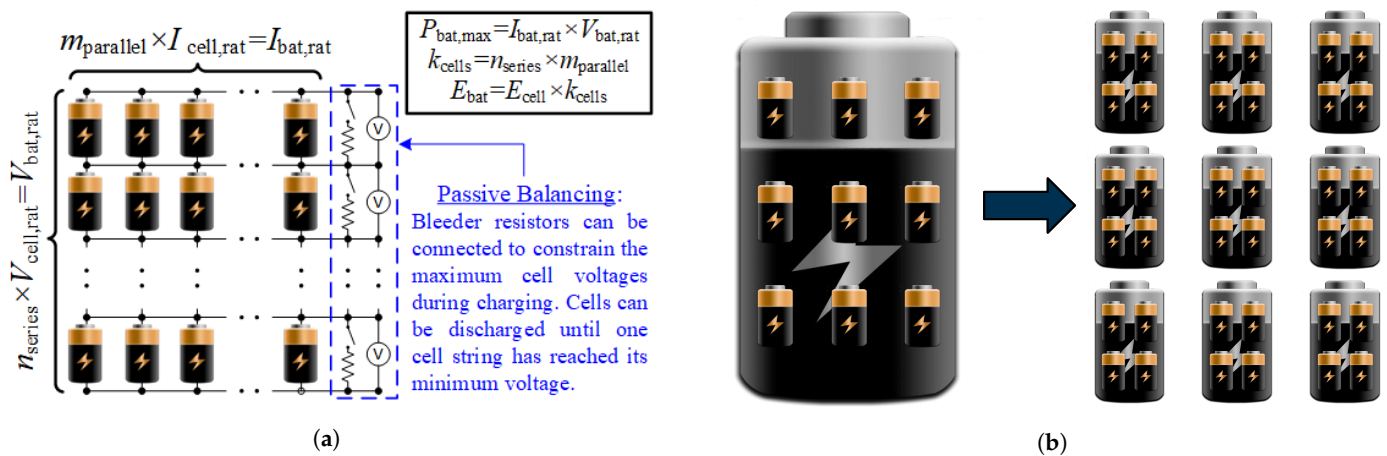 m_parallel × I_cell,rat = I_bat,rat
P_bat,max = I_bat,rat × V_bat,rat
k_cells = n_series × m_parallel
E_bat = E_cell × k_cells
n_series × V_cell,rat = V_bat,rat
V
V
V
Passive Balancing:
Bleeder resistors can be
connected to constrain the
maximum cell voltages
during charging. Cells can
be discharged until one
cell string has reached its
minimum voltage.
(a)
(b)